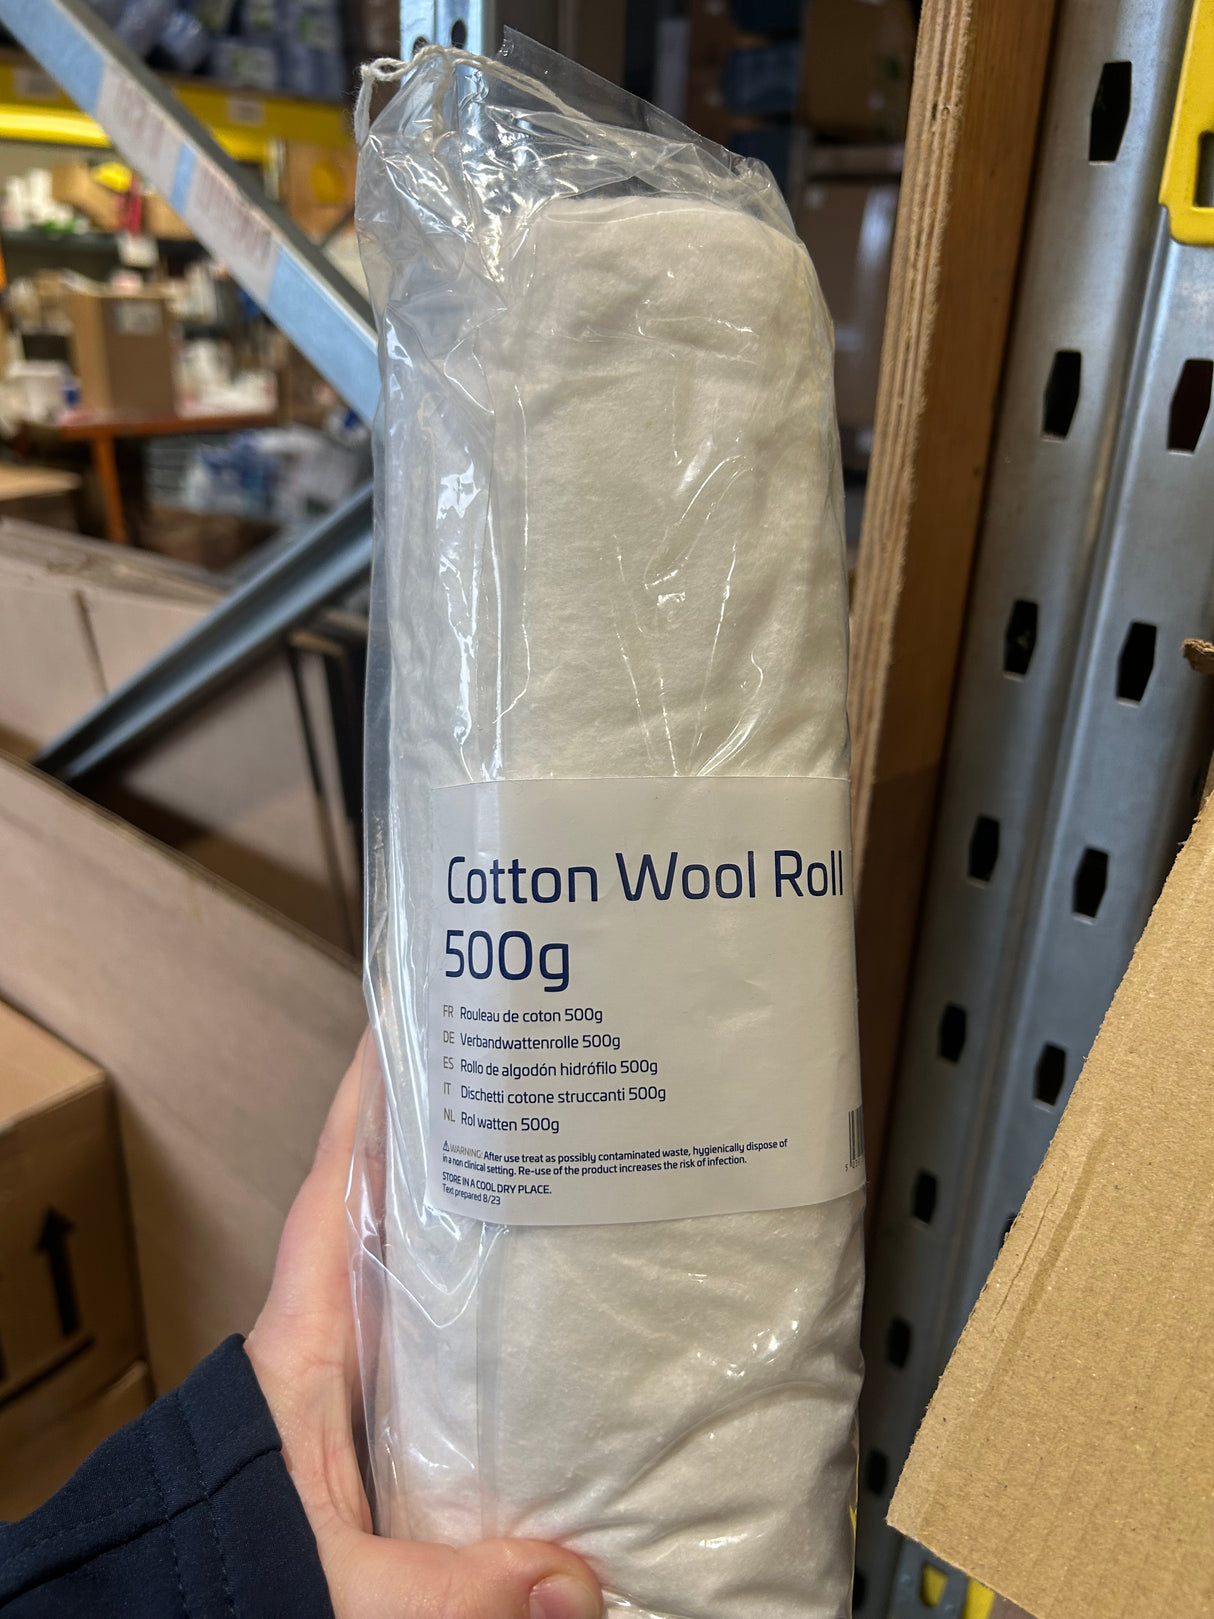 Cotton Wool Roll
500g
FR Rouleau de coton 500g
DE Verbandwattenrolle 500g
ES Rollo de algodón hidrófilo 500g
IT Dischetti cotone struccanti 500g
NL Rol watten 500g
⚠WARNING: After use treat as possibly contaminated waste, hygienically dispose of
in a non clinical setting. Re-use of the product increases the risk of infection.
STORE IN A COOL DRY PLACE.
Text prepared 8/23